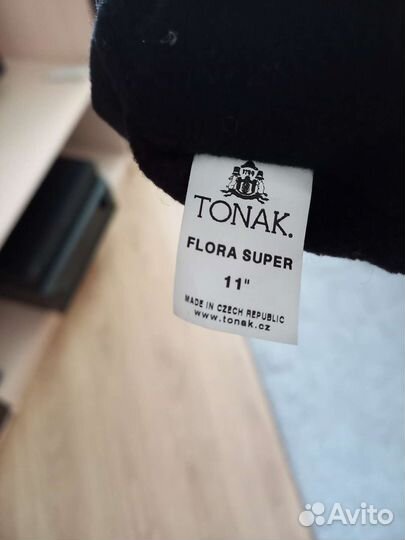 1799
TONAK.
FLORA SUPER
11"
MADE IN CZECH REPUBLIC
www.tonak.cz
Avito